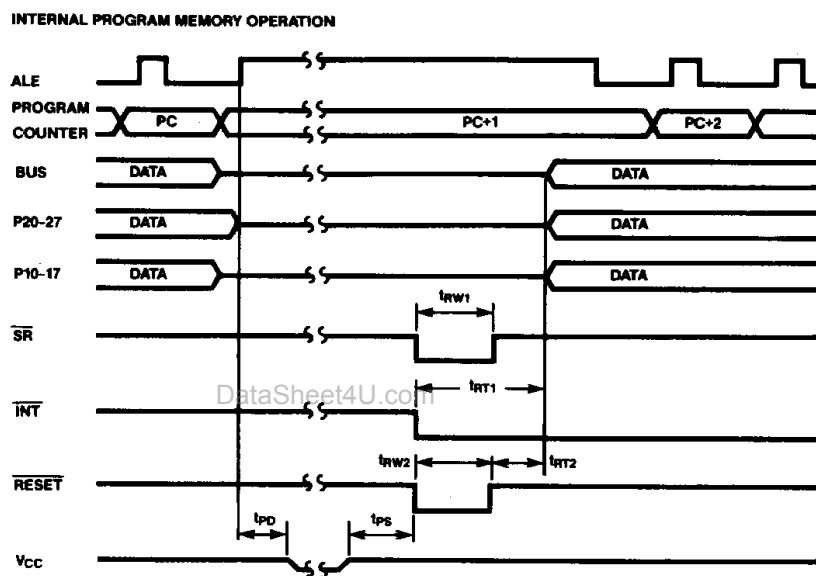 INTERNAL PROGRAM MEMORY OPERATION
ALE
PROGRAM
COUNTER
PC
PC+1
PC+2
BUS
DATA
DATA
P20-27
DATA
DATA
P10-17
DATA
DATA
tRW1
SR
DataSheet4U.com
tRT1
INT
tRW2
tRT2
RESET
tPD
tPS
VCC